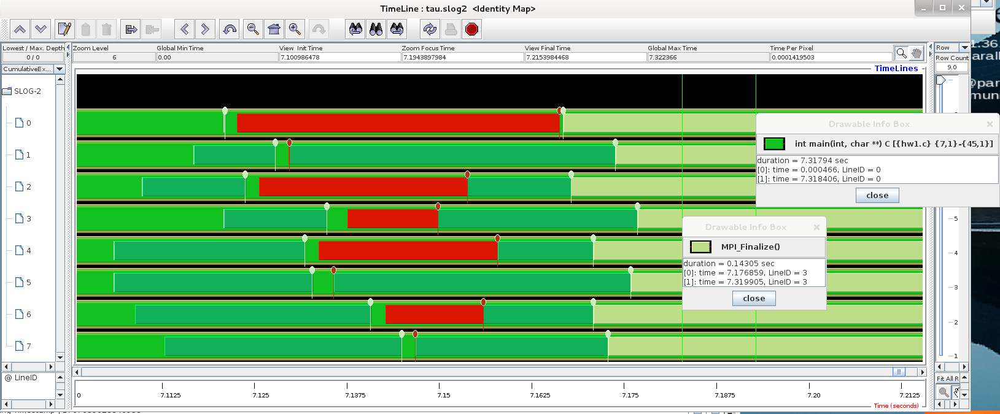 TimeLine : tau.slog2 <Identity Map>
Lowest / Max. Depth
0 / 0
Zoom Level
6
Global Min Time
0.00
View Init Time
7.100986478
Zoom Focus Time
7.1943897984
View Final Time
7.2153984468
Global Max Time
7.322366
Time Per Pixel
0.0001419503
Row
Row Count
9.0
CumulativeEx...
TimeLines
SLOG-2
0
1
2
3
4
5
6
7
Drawable Info Box
int main(int, char **) C [{hw1.c} {7,1}-{45,1}]
duration = 7.31794 sec
[0]: time = 0.000466, LineID = 0
[1]: time = 7.318406, LineID = 0
close
Drawable Info Box
MPI_Finalize()
duration = 0.14305 sec
[0]: time = 7.176859, LineID = 3
[1]: time = 7.319905, LineID = 3
close
5
4
3
2
1
@ LineID
Fit All R
0
7.1125
7.125
7.1375
7.15
7.1625
7.175
7.1875
7.20
7.2125
Time (seconds)
1.36
arall
@par
mun